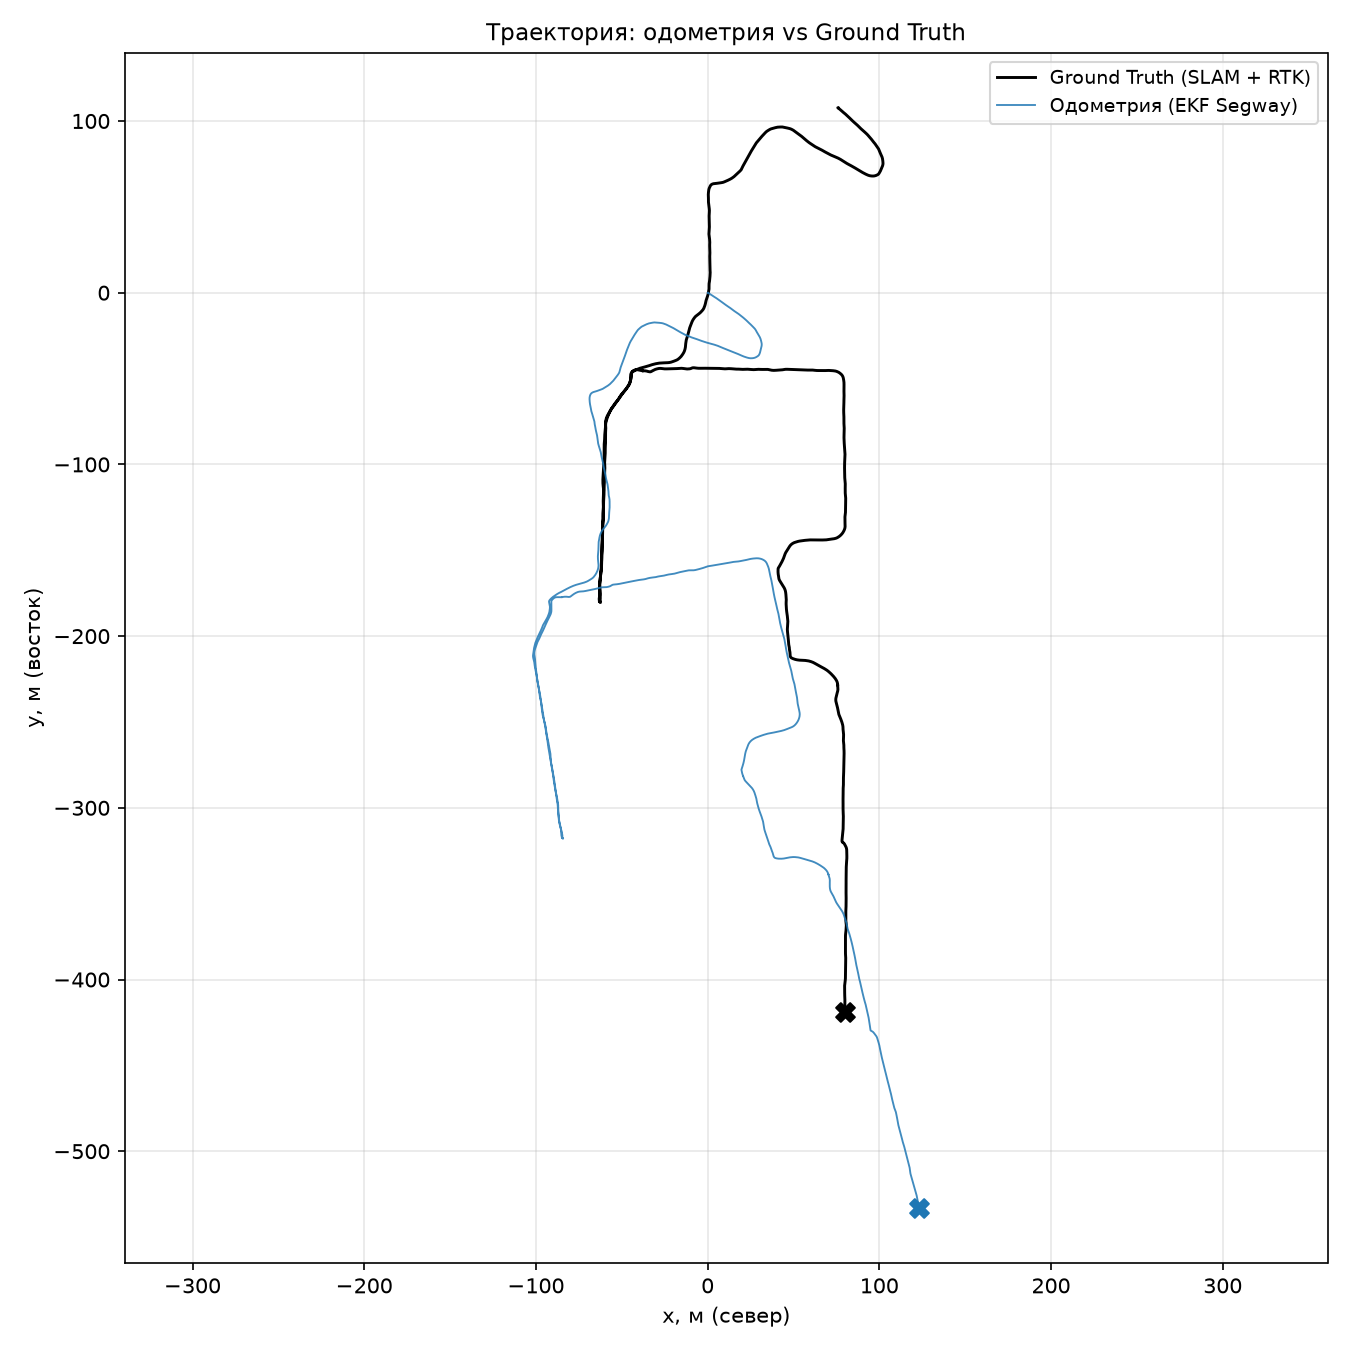 Траектория: одометрия vs Ground Truth
Ground Truth (SLAM + RTK)
Одометрия (EKF Segway)
100
0
−100
−200
−300
−400
−500
y, м (восток)
−300
−200
−100
0
100
200
300
x, м (север)